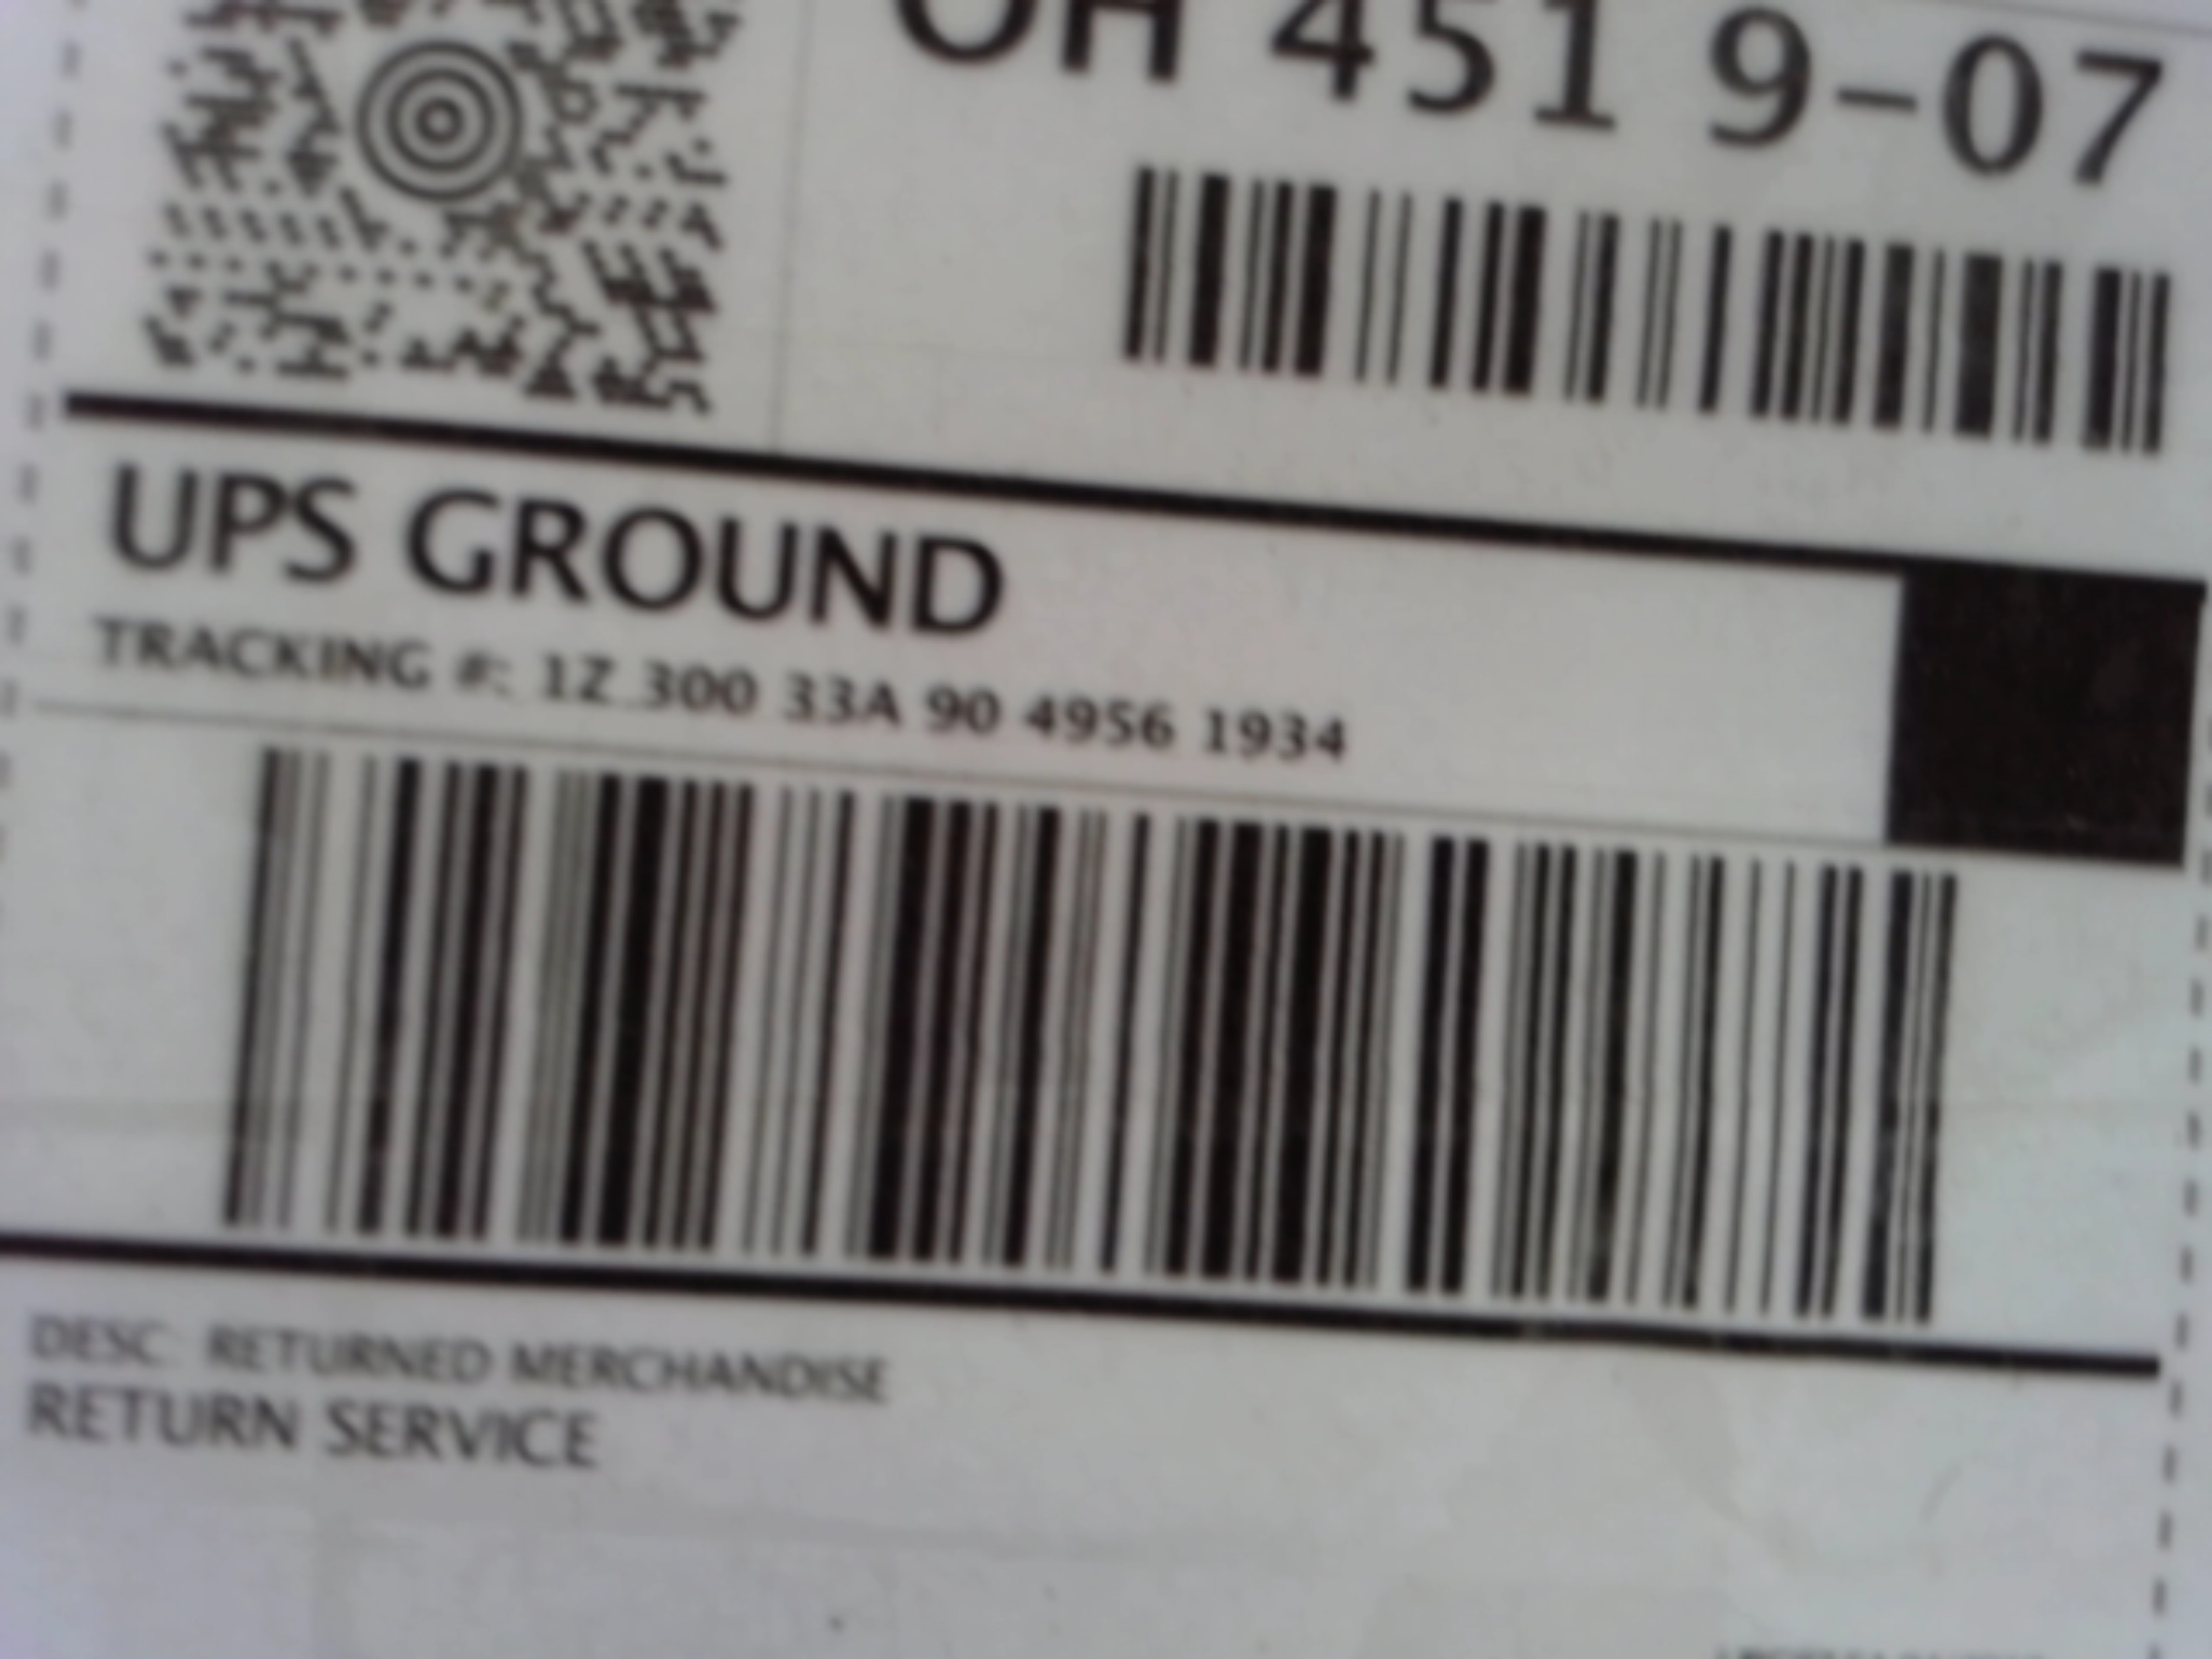 OH 451 9-07
UPS GROUND
TRACKING #: 1Z 300 33A 90 4956 1934
DESC: RETURNED MERCHANDISE
RETURN SERVICE